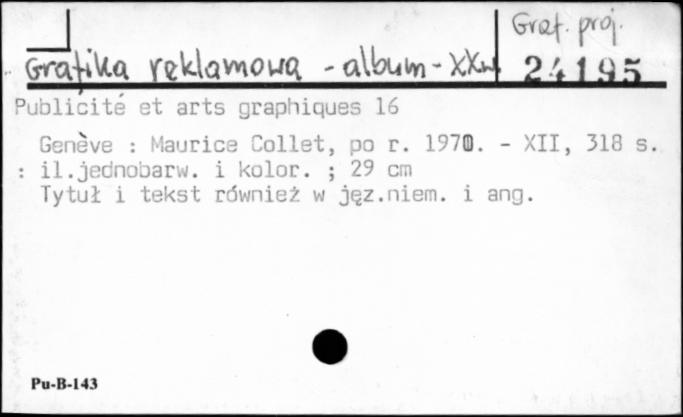 Graf. proj.
Grafika reklamowa - album - XXw.
24195
Publicité et arts graphiques 16
Genève : Maurice Collet, po r. 1970. - XII, 318 s.
: il.jednobarw. i kolor. ; 29 cm
Tytuł i tekst również w jęz.niem. i ang.
Pu-B-143